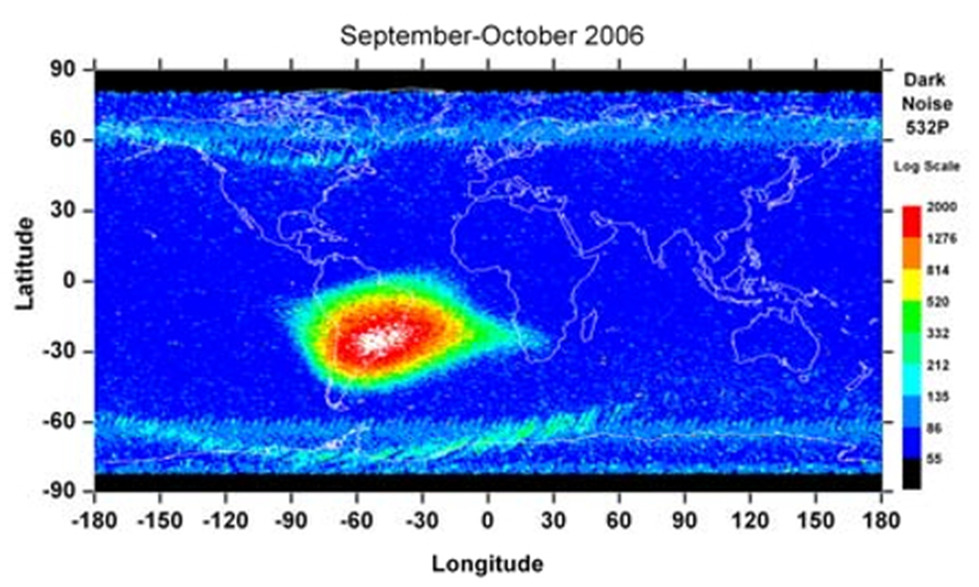 September-October 2006
90
60
30
0
-30
-60
-90
Latitude
-180 -150 -120 -90 -60 -30 0 30 60 90 120 150 180
Longitude
Dark
Noise
532P
Log Scale
2000
1276
814
520
332
212
135
86
55